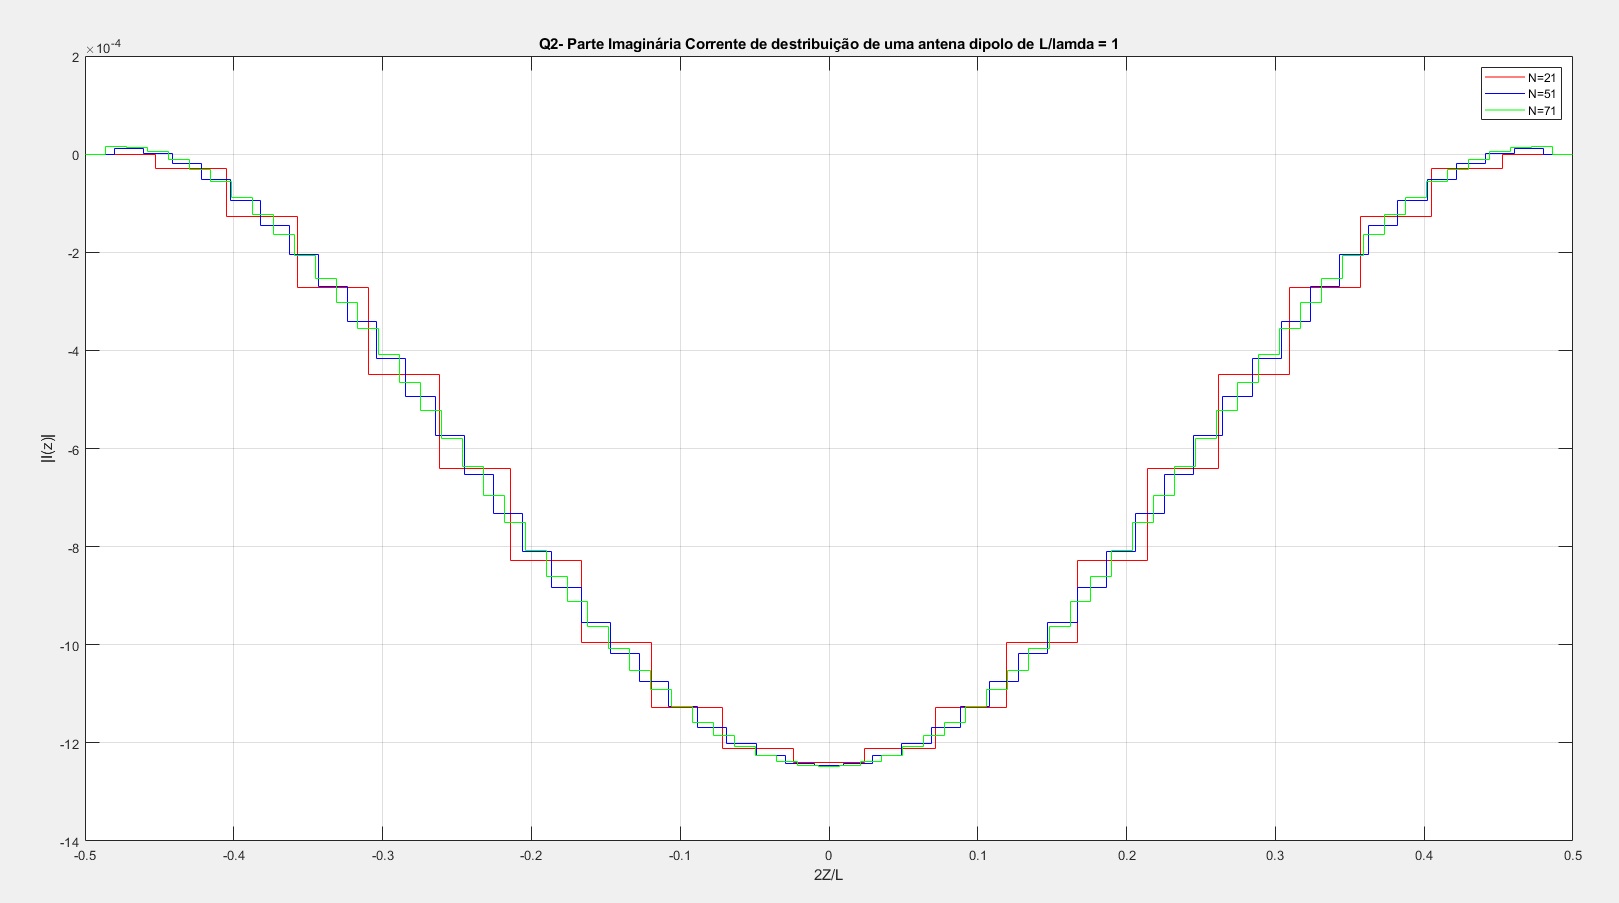 Q2- Parte Imaginária Corrente de destribuição de uma antena dipolo de L/lamda = 1
×10-4
2
0
-2
-4
-6
-8
-10
-12
-14
|I(z)|
N=21
N=51
N=71
-0.5 -0.4 -0.3 -0.2 -0.1 0 0.1 0.2 0.3 0.4 0.5
2Z/L